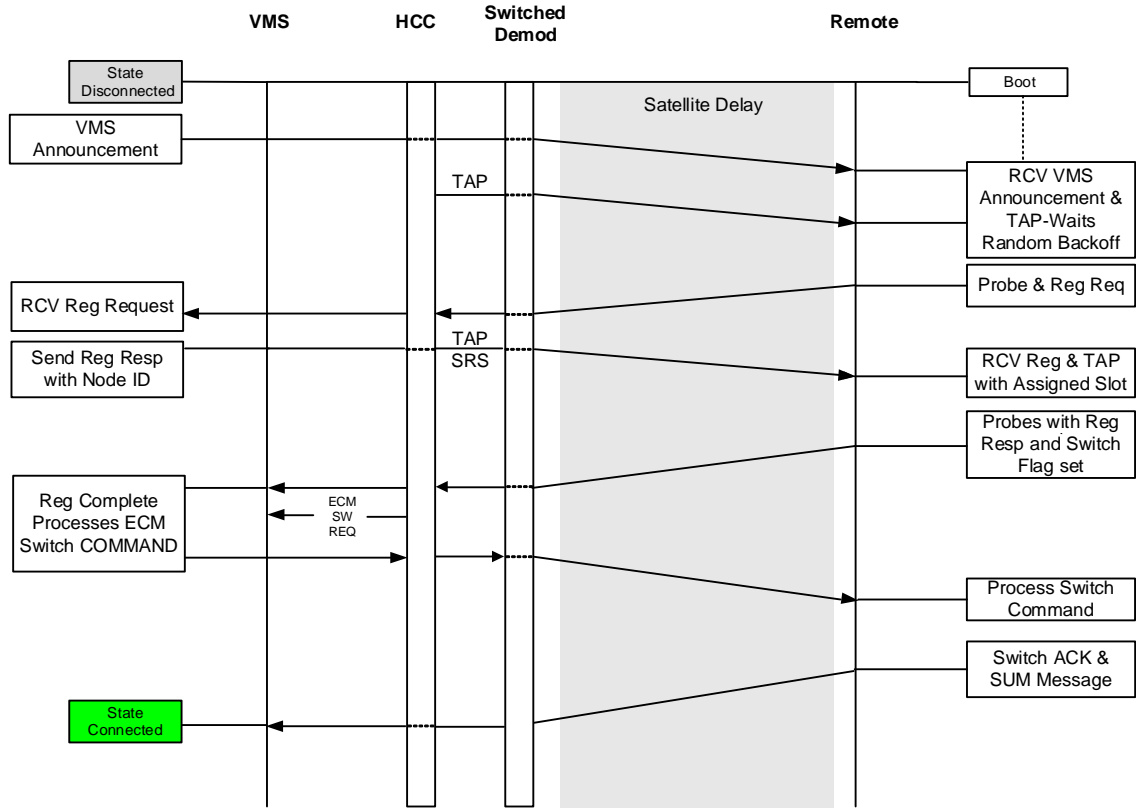 VMS
HCC
Switched
Demod
Remote
State
Disconnected
Boot
Satellite Delay
VMS
Announcement
TAP
RCV VMS
Announcement &
TAP-Waits
Random Backoff
Probe & Reg Req
RCV Reg Request
TAP
SRS
Send Reg Resp
with Node ID
RCV Reg & TAP
with Assigned Slot
Probes with Reg
Resp and Switch
Flag set
Reg Complete
Processes ECM
Switch COMMAND
ECM
SW
REQ
Process Switch
Command
Switch ACK &
SUM Message
State
Connected